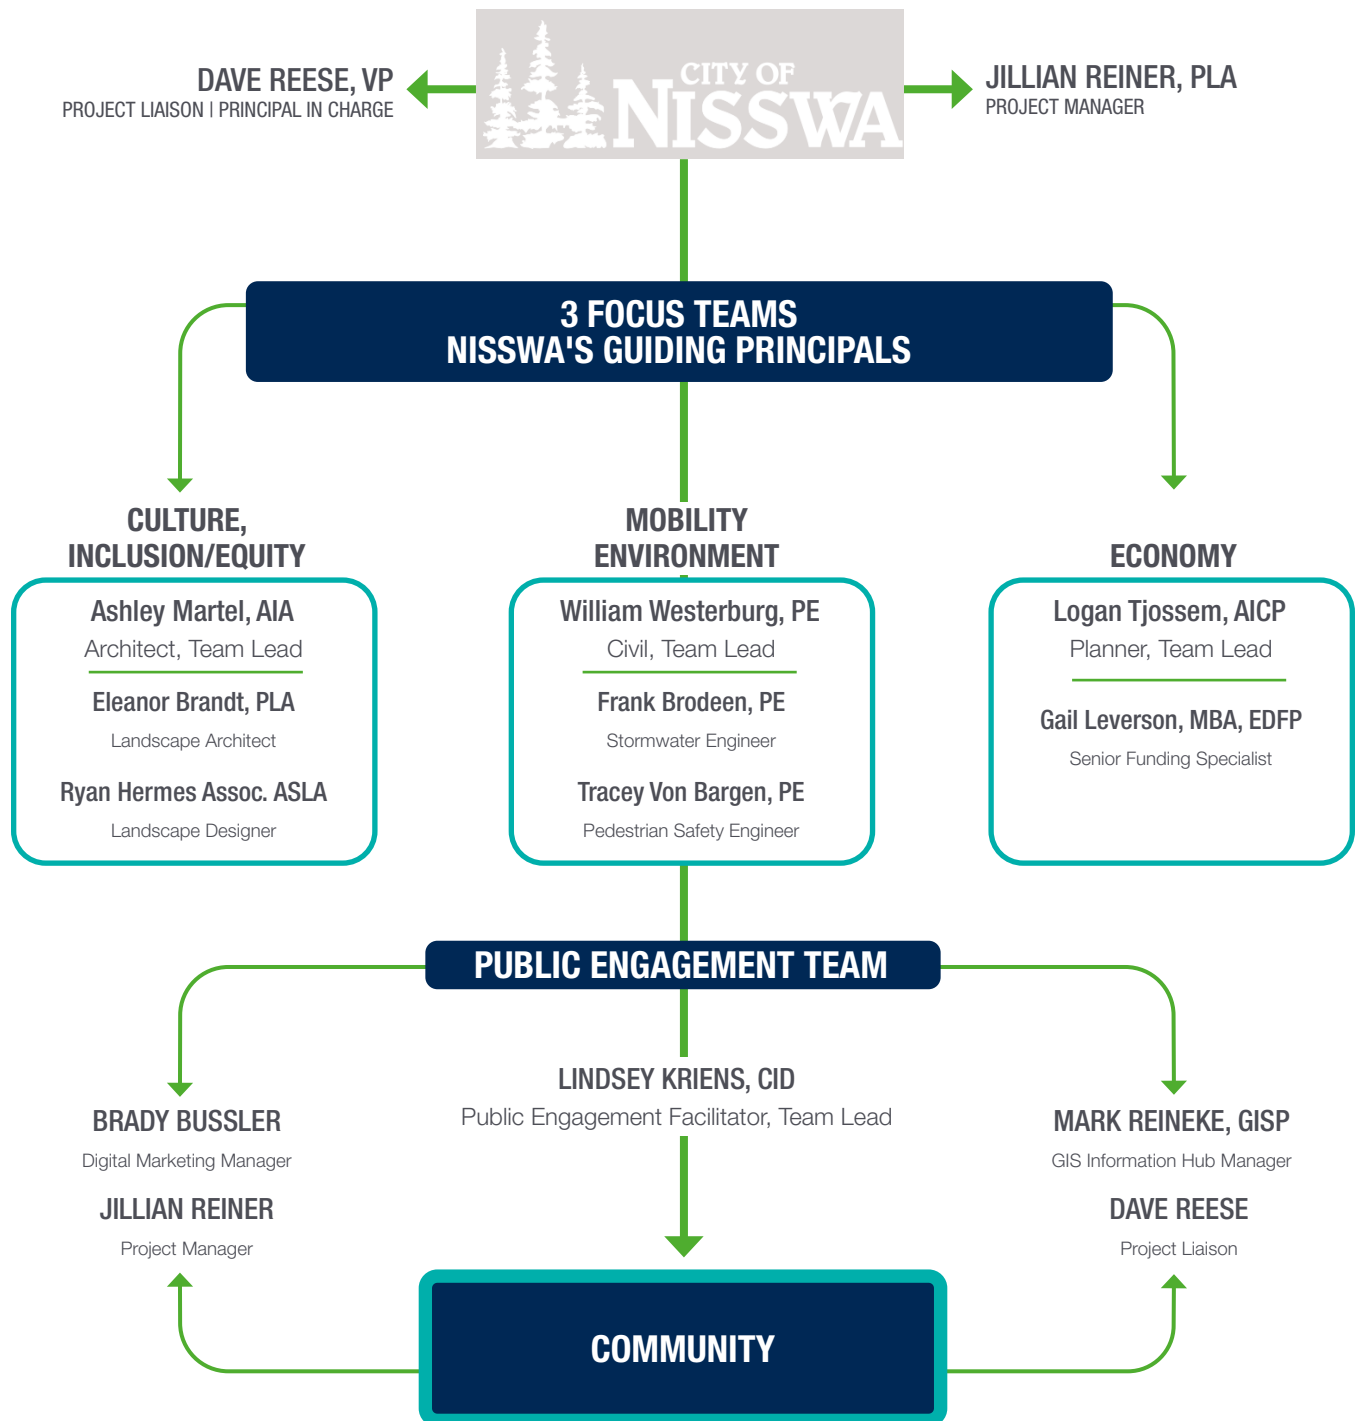 DAVE REESE, VP
PROJECT LIAISON | PRINCIPAL IN CHARGE
CITY OF
NISSWA
JILLIAN REINER, PLA
PROJECT MANAGER
3 FOCUS TEAMS
NISSWA'S GUIDING PRINCIPALS
CULTURE,
INCLUSION/EQUITY
Ashley Martel, AIA
Architect, Team Lead
Eleanor Brandt, PLA
Landscape Architect
Ryan Hermes Assoc. ASLA
Landscape Designer
MOBILITY
ENVIRONMENT
William Westerburg, PE
Civil, Team Lead
Frank Brodeen, PE
Stormwater Engineer
Tracey Von Bargen, PE
Pedestrian Safety Engineer
ECONOMY
Logan Tjossem, AICP
Planner, Team Lead
Gail Leverson, MBA, EDFP
Senior Funding Specialist
PUBLIC ENGAGEMENT TEAM
BRADY BUSSLER
Digital Marketing Manager
JILLIAN REINER
Project Manager
LINDSEY KRIENS, CID
Public Engagement Facilitator, Team Lead
MARK REINEKE, GISP
GIS Information Hub Manager
DAVE REESE
Project Liaison
COMMUNITY